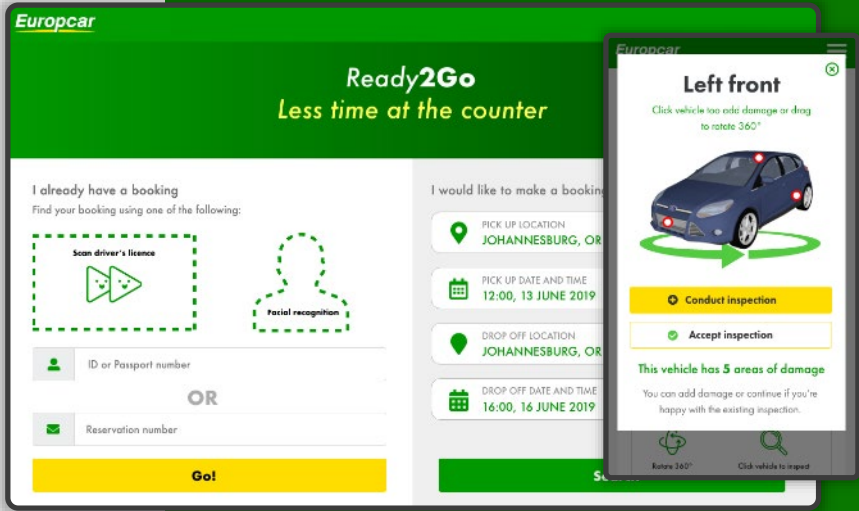 Europcar
Ready2Go
Less time at the counter
I already have a booking
Find your booking using one of the following:
Scan driver's licence
Facial recognition
ID or Passport number
OR
Reservation number
Go!
I would like to make a booking
PICK UP LOCATION
JOHANNESBURG, OR
PICK UP DATE AND TIME
12:00, 13 JUNE 2019
DROP OFF LOCATION
JOHANNESBURG, OR
DROP OFF DATE AND TIME
16:00, 16 JUNE 2019
Europcar
Left front
Click vehicle too add damage or drag
to rotate 360°
Conduct inspection
Accept inspection
This vehicle has 5 areas of damage
You can add damage or continue if you're
happy with the existing inspection.
Rotate 360°
Click vehicle to inspect